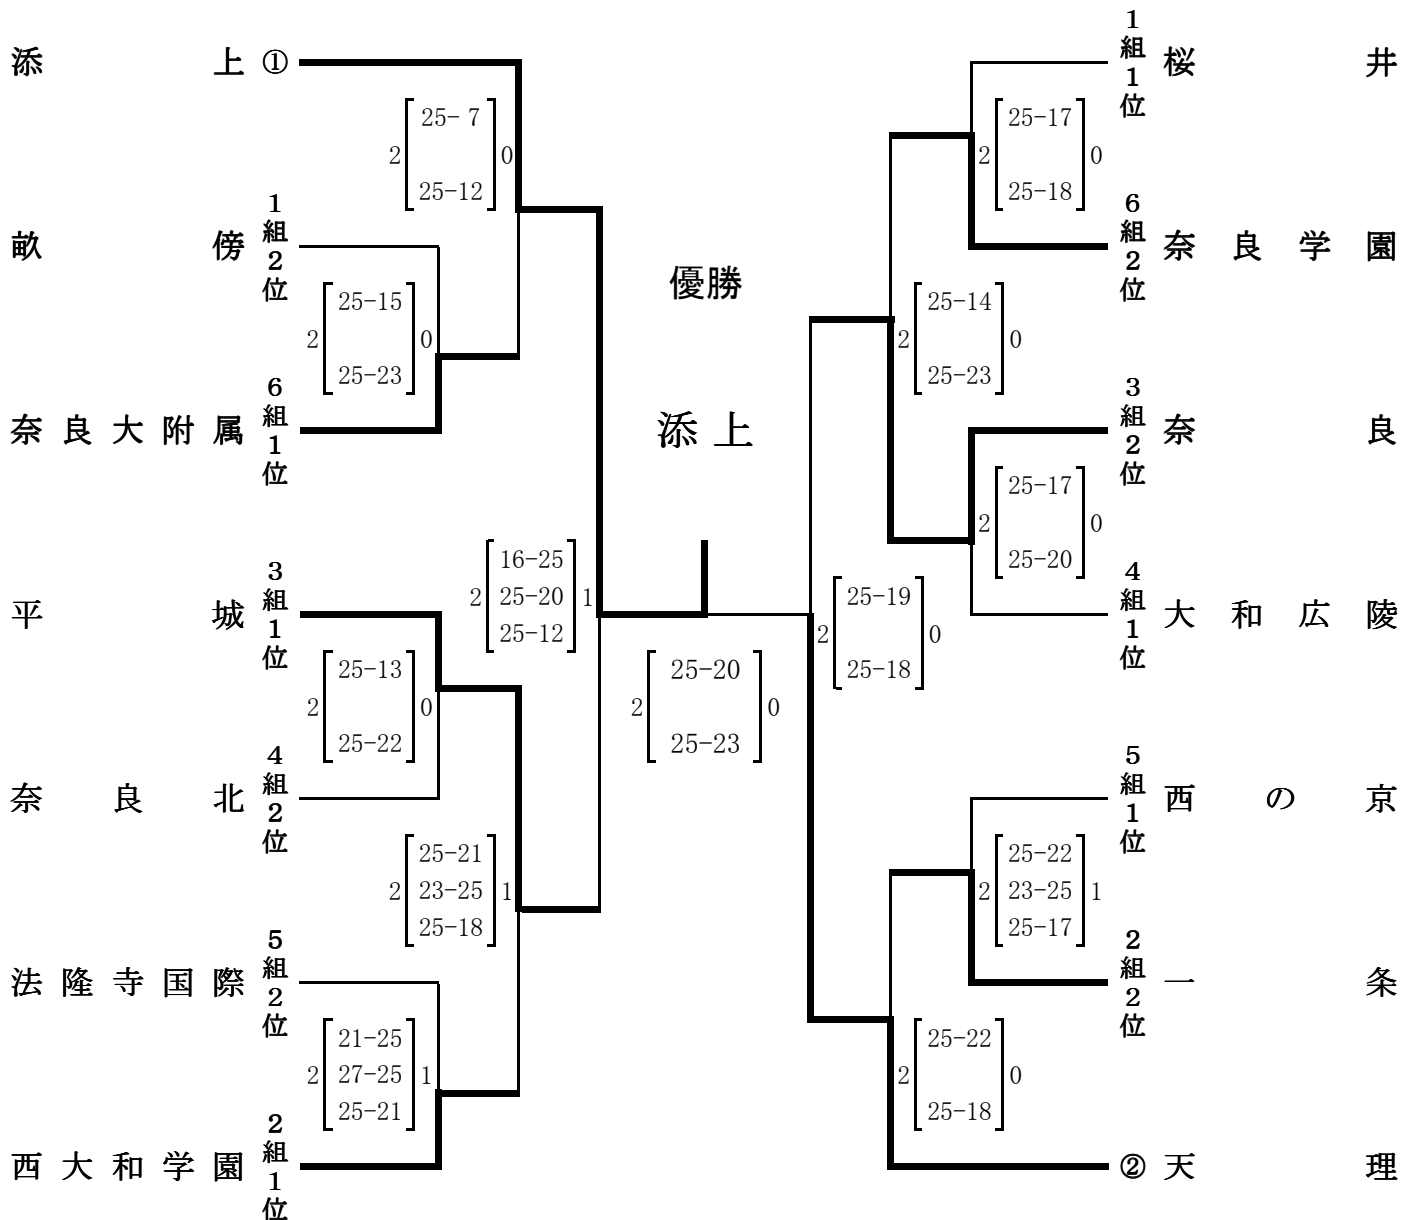 添上 ①
2 25- 7 0
25-12
畝傍 1組2位
2 25-15 0
25-23
奈良大附属 6組1位
2 16-25 1
25-20
25-12
平城 3組1位
2 25-13 0
25-22
奈良北 4組2位
2 25-21 1
23-25
25-18
法隆寺国際 5組2位
2 21-25 1
27-25
25-21
西大和学園 2組1位
優勝
添上
2 25-20 0
25-23
1組1位 桜井
2 25-17 0
25-18
6組2位 奈良学園
2 25-14 0
25-23
3組2位 奈良
2 25-17 0
25-20
4組1位 大和広陵
2 25-19 0
25-18
5組1位 西の京
2 25-22 1
23-25
25-17
2組2位 一条
2 25-22 0
25-18
② 天理